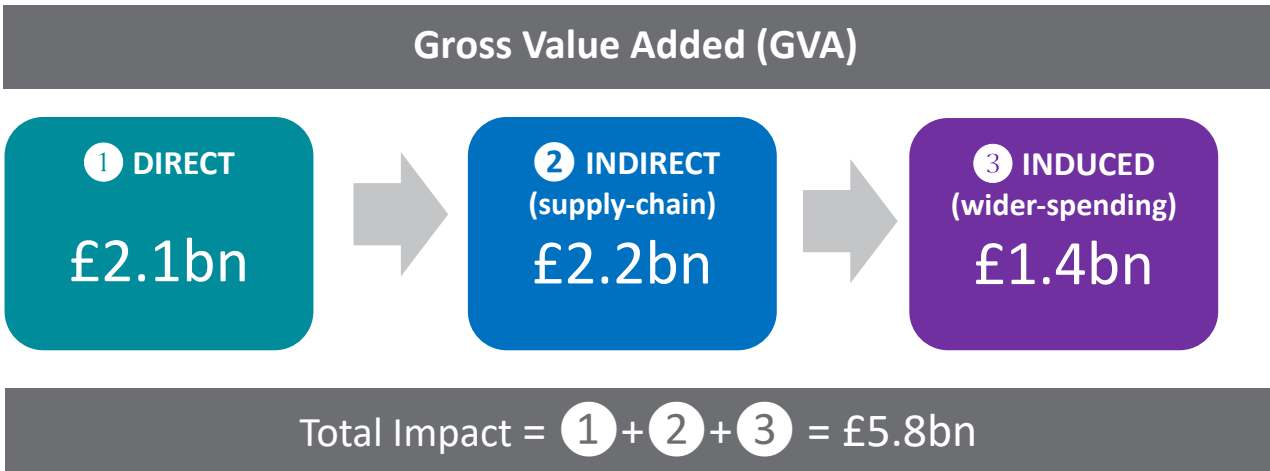 Gross Value Added (GVA)
1 DIRECT
£2.1bn
2 INDIRECT
(supply-chain)
£2.2bn
3 INDUCED
(wider-spending)
£1.4bn
Total Impact = 1+2+3 = £5.8bn